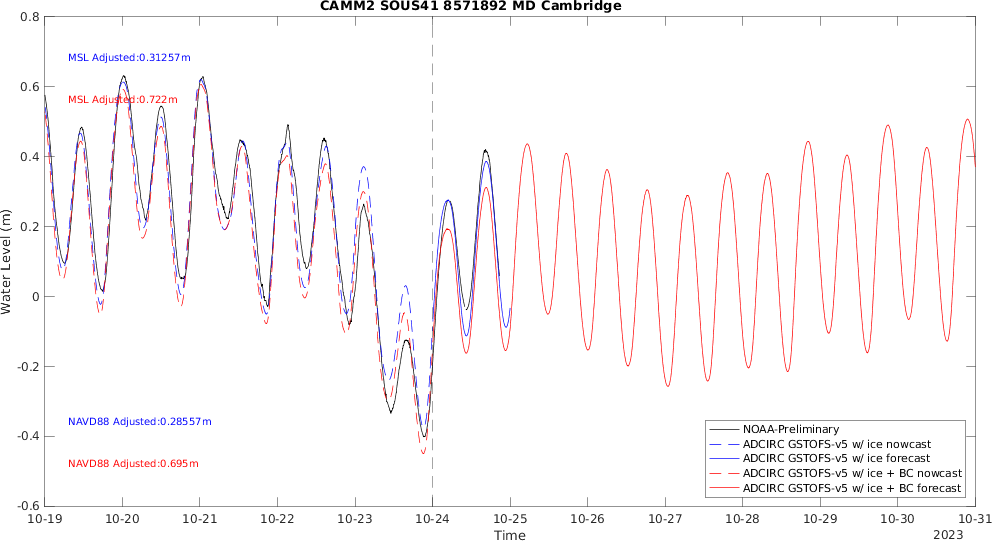 CAMM2 SOUS41 8571892 MD Cambridge
0.8
MSL Adjusted:0.31257m
0.6
MSL Adjusted:0.722m
0.4
0.2
Water Level (m)
0
-0.2
NAVD88 Adjusted:0.28557m
-0.4
NAVD88 Adjusted:0.695m
-0.6
NOAA-Preliminary
ADCIRC GSTOFS-v5 w/ ice nowcast
ADCIRC GSTOFS-v5 w/ ice forecast
ADCIRC GSTOFS-v5 w/ ice + BC nowcast
ADCIRC GSTOFS-v5 w/ ice + BC forecast
10-19 10-20 10-21 10-22 10-23 10-24 10-25 10-26 10-27 10-28 10-29 10-30 10-31
Time
2023